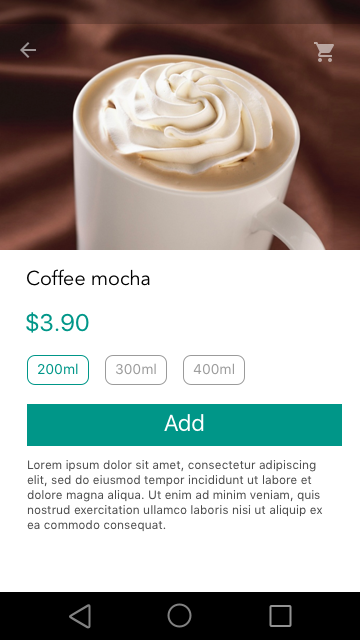 Coffee mocha
$3.90
200ml 300ml 400ml
Add
Lorem ipsum dolor sit amet, consectetur adipiscing
elit, sed do eiusmod tempor incididunt ut labore et
dolore magna aliqua. Ut enim ad minim veniam, quis
nostrud exercitation ullamco laboris nisi ut aliquip ex
ea commodo consequat.